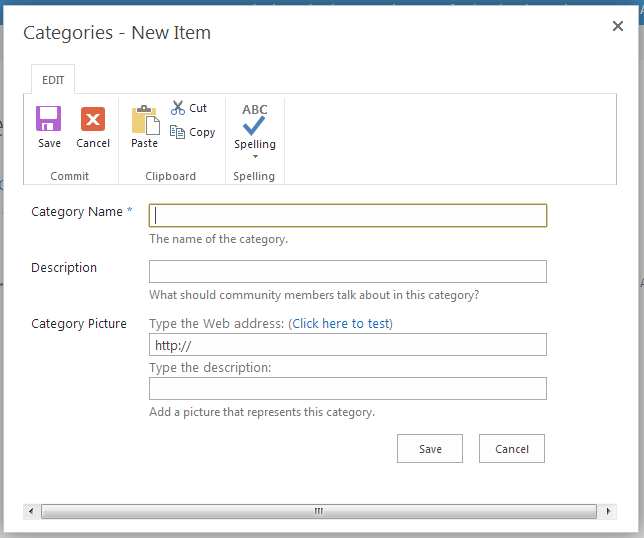 Categories - New Item
EDIT
Save
Cancel
Paste
Cut
Copy
ABC
Spelling
Commit
Clipboard
Spelling
Category Name *
The name of the category.
Description
What should community members talk about in this category?
Category Picture
Type the Web address: (Click here to test)
http://
Type the description:
Add a picture that represents this category.
Save
Cancel